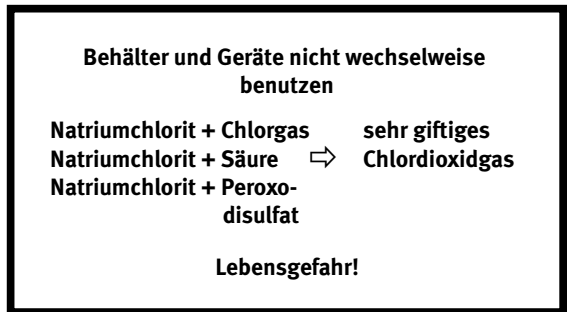 Behälter und Geräte nicht wechselweise
benutzen
Natriumchlorit + Chlorgas sehr giftiges
Natriumchlorit + Säure ⇨ Chlordioxidgas
Natriumchlorit + Peroxo-
disulfat
Lebensgefahr!